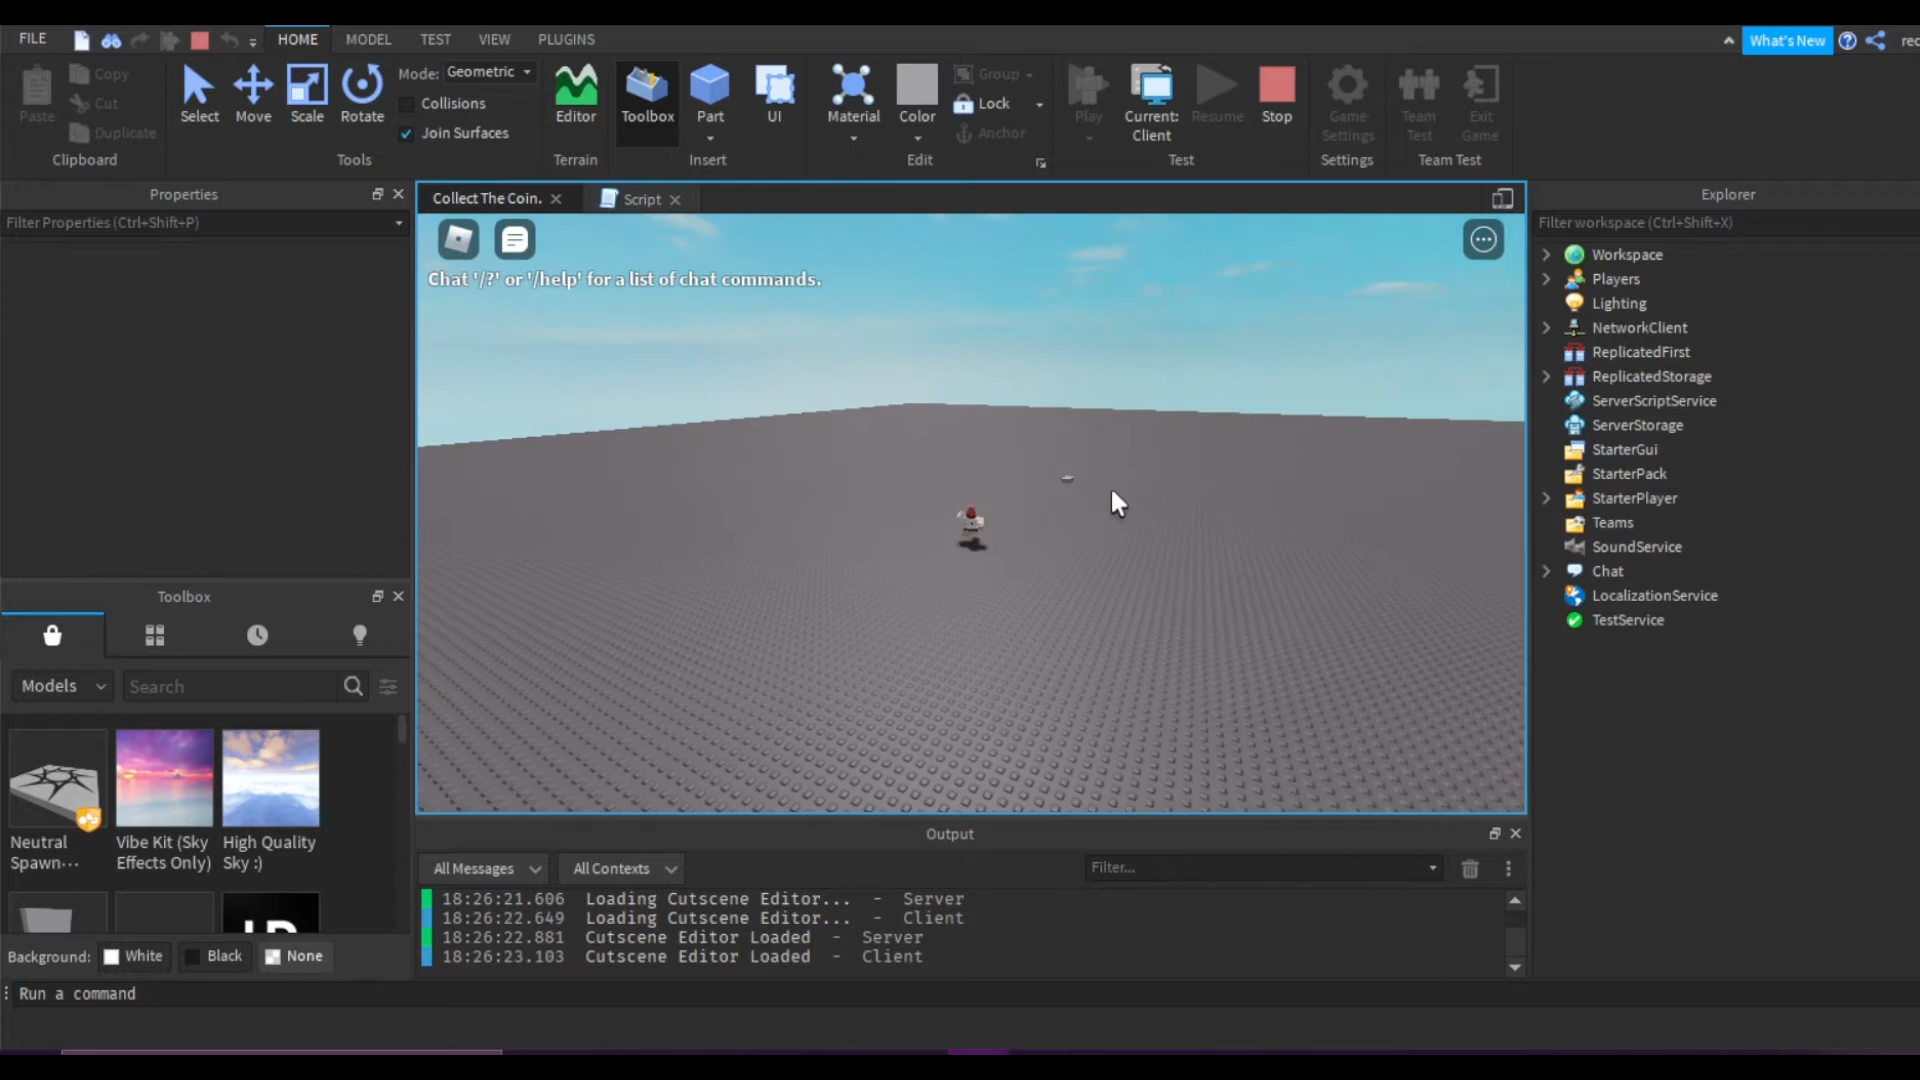 FILE HOME MODEL TEST VIEW PLUGINS What's New rec
Paste Copy Cut Duplicate Clipboard
Select Move Scale Rotate Mode: Geometric Collisions Join Surfaces Tools
Editor Terrain
Toolbox Part UI Insert
Material Color Group Lock Anchor Edit
Play Current: Client Resume Stop Test
Game Settings Settings
Team Test Exit Game Team Test
Properties
Filter Properties (Ctrl+Shift+P)
Toolbox
Models Search
Neutral Spawn...
Vibe Kit (Sky Effects Only)
High Quality Sky :)
Background: White Black None
Run a command
Collect The Coin. Script
Chat '/?' or '/help' for a list of chat commands.
Output
All Messages All Contexts Filter...
18:26:21.606 Loading Cutscene Editor... - Server
18:26:22.649 Loading Cutscene Editor... - Client
18:26:22.881 Cutscene Editor Loaded - Server
18:26:23.103 Cutscene Editor Loaded - Client
Explorer
Filter workspace (Ctrl+Shift+X)
Workspace
Players
Lighting
NetworkClient
ReplicatedFirst
ReplicatedStorage
ServerScriptService
ServerStorage
StarterGui
StarterPack
StarterPlayer
Teams
SoundService
Chat
LocalizationService
TestService